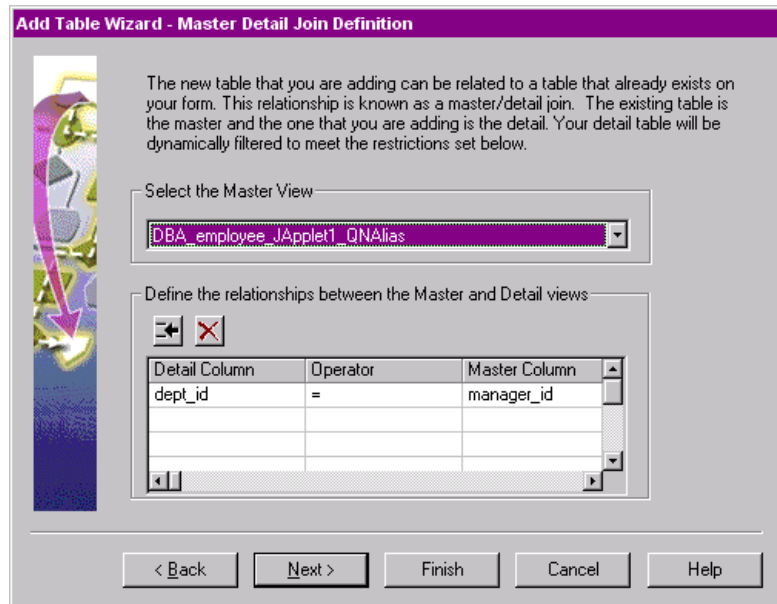 Add Table Wizard - Master Detail Join Definition
The new table that you are adding can be related to a table that already exists on
your form. This relationship is known as a master/detail join.  The existing table is
the master and the one that you are adding is the detail. Your detail table will be
dynamically filtered to meet the restrictions set below.
Select the Master View
DBA_employee_JApplet1_QNAlias
Define the relationships between the Master and Detail views
Detail Column Operator Master Column
dept_id = manager_id
< Back Next > Finish Cancel Help